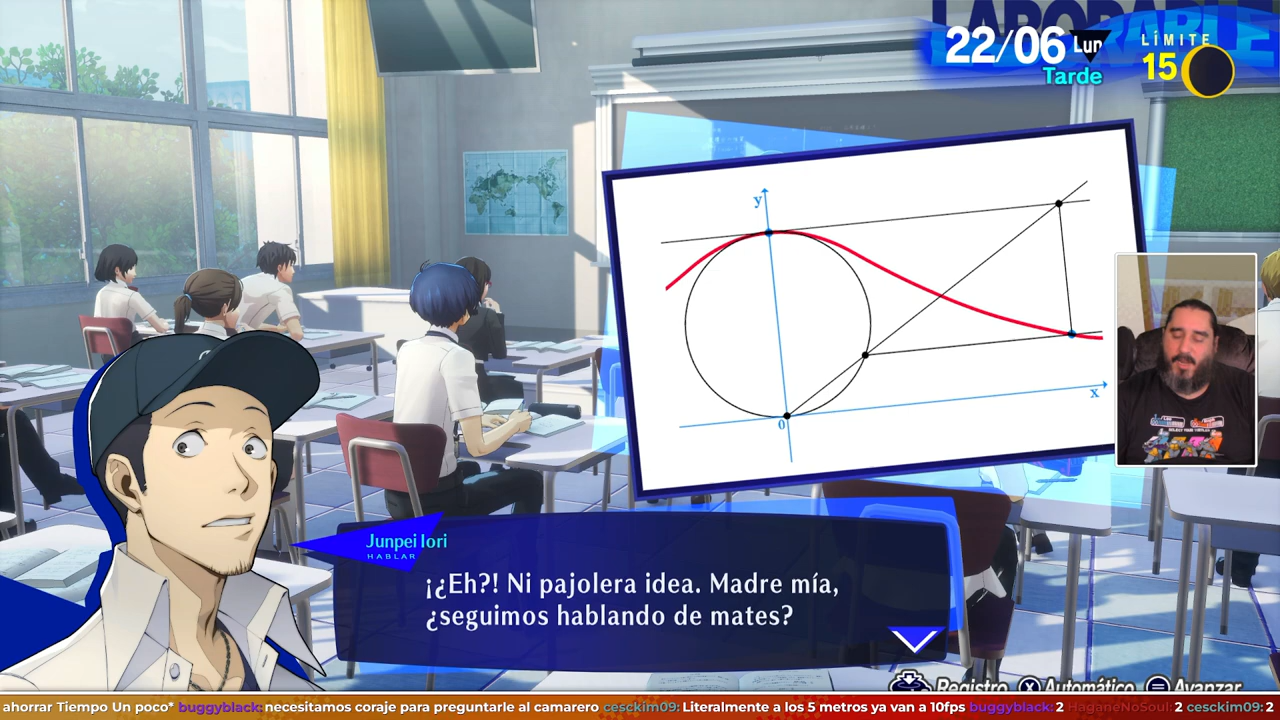 LABORABLE
22/06 Lun
Tarde
LÍMITE
15
y
x
0
Junpei Iori
HABLAR
¡¿Eh?! Ni pajolera idea. Madre mía,
¿seguimos hablando de mates?
Registro Ⓧ Automático Avanzar
ahorrar Tiempo Un poco* buggyblack: necesitamos coraje para preguntarle al camarero cesckim09: Literalmente a los 5 metros ya van a 10fps buggyblack: 2 HaganeNoSoul: 2 cesckim09: 2